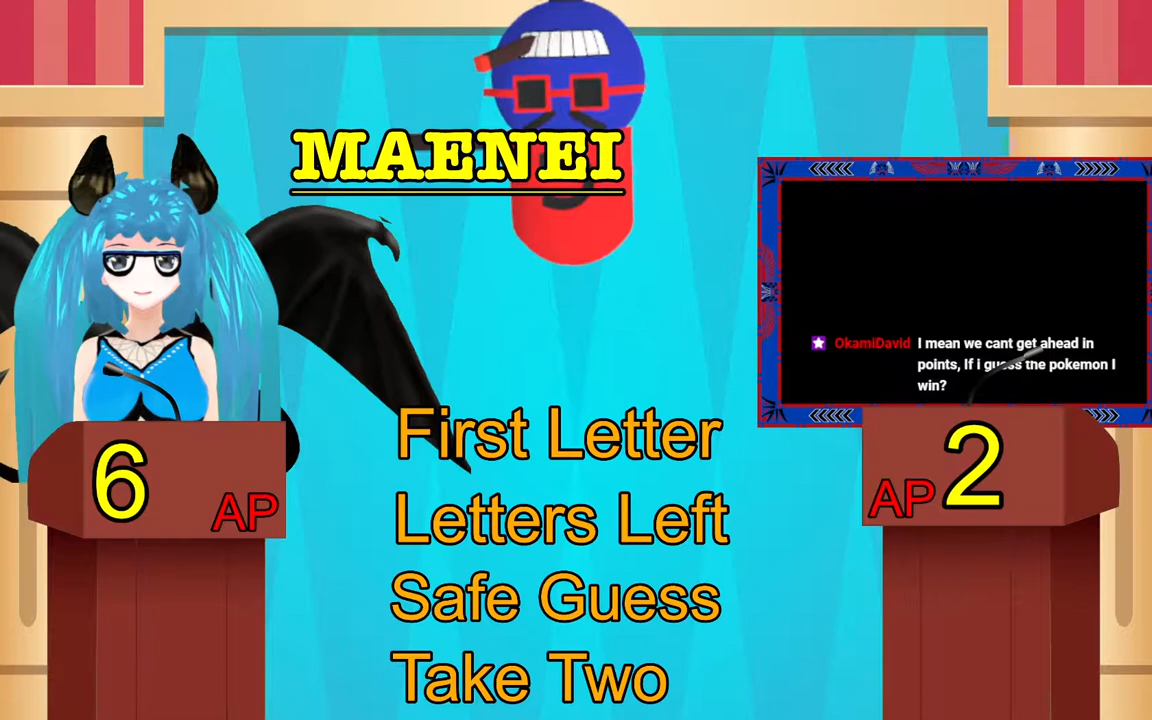 MAENEI
OkamiDavid I mean we cant get ahead in
points, If i guess the pokemon I
win?
First Letter
Letters Left
Safe Guess
Take Two
6 AP
AP 2